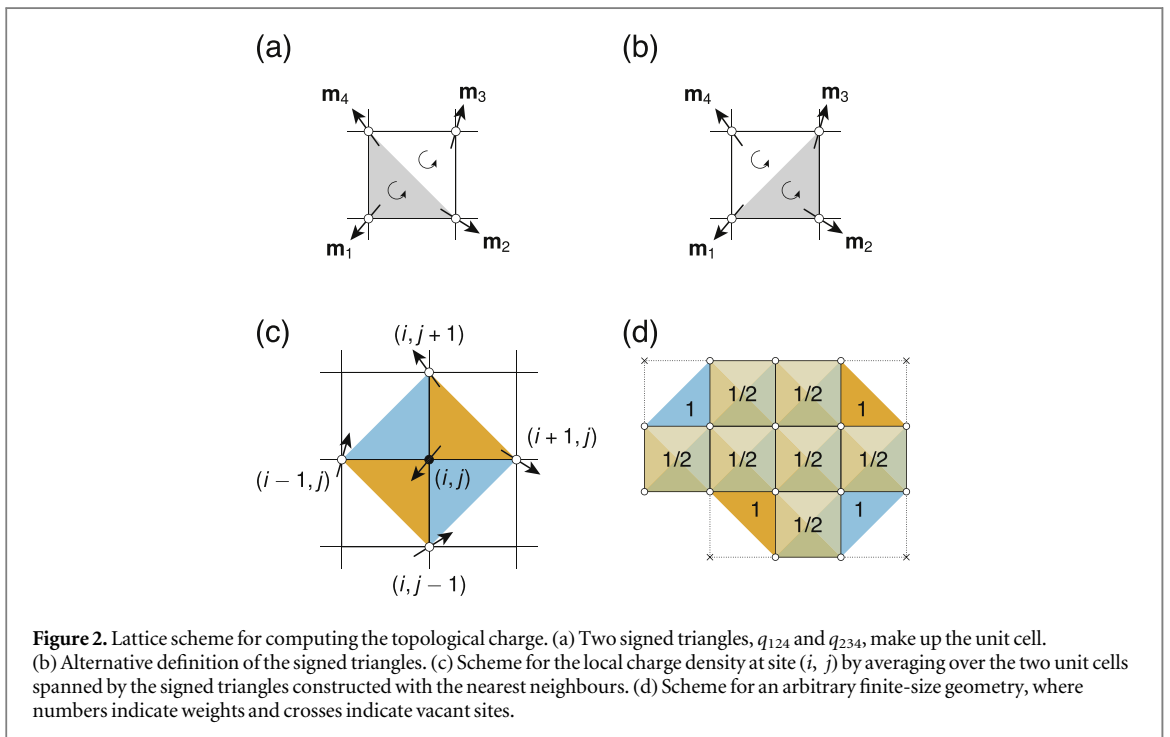 (a)
(b)
m4 m3
m4 m3
m1 m2
m1 m2
(c)
(d)
(i, j + 1)
(i + 1, j)
(i − 1, j)
(i, j)
(i, j − 1)
1 1/2 1/2 1
1/2 1/2 1/2 1/2
1 1/2 1
Figure 2. Lattice scheme for computing the topological charge. (a) Two signed triangles, q124 and q234, make up the unit cell.
(b) Alternative definition of the signed triangles. (c) Scheme for the local charge density at site (i, j) by averaging over the two unit cells
spanned by the signed triangles constructed with the nearest neighbours. (d) Scheme for an arbitrary finite-size geometry, where
numbers indicate weights and crosses indicate vacant sites.